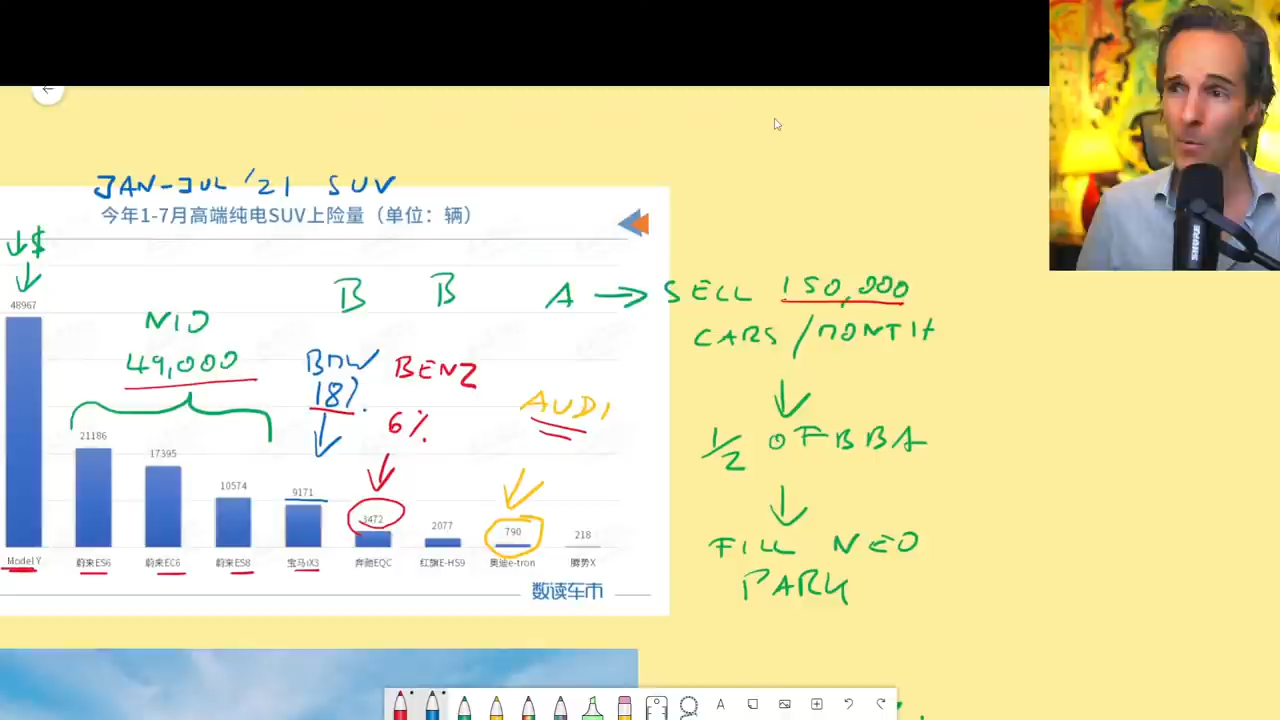 JAN-JUL '21 SUV
今年1-7月高端纯电SUV上险量（单位：辆）
↓$
48967
NIO
49,000
B B A → SELL 150,000
CARS/MONTH
BMW
18%
BENZ
6%
AUDI
1/2 OF BBA
FILL NEO
PARK
21186
17395
10574
9171
3472
2077
790
218
Model Y
蔚来ES6
蔚来EC6
蔚来ES8
宝马iX3
奔驰EQC
红旗E-HS9
奥迪e-tron
腾势X
数读车市
SHURE
A